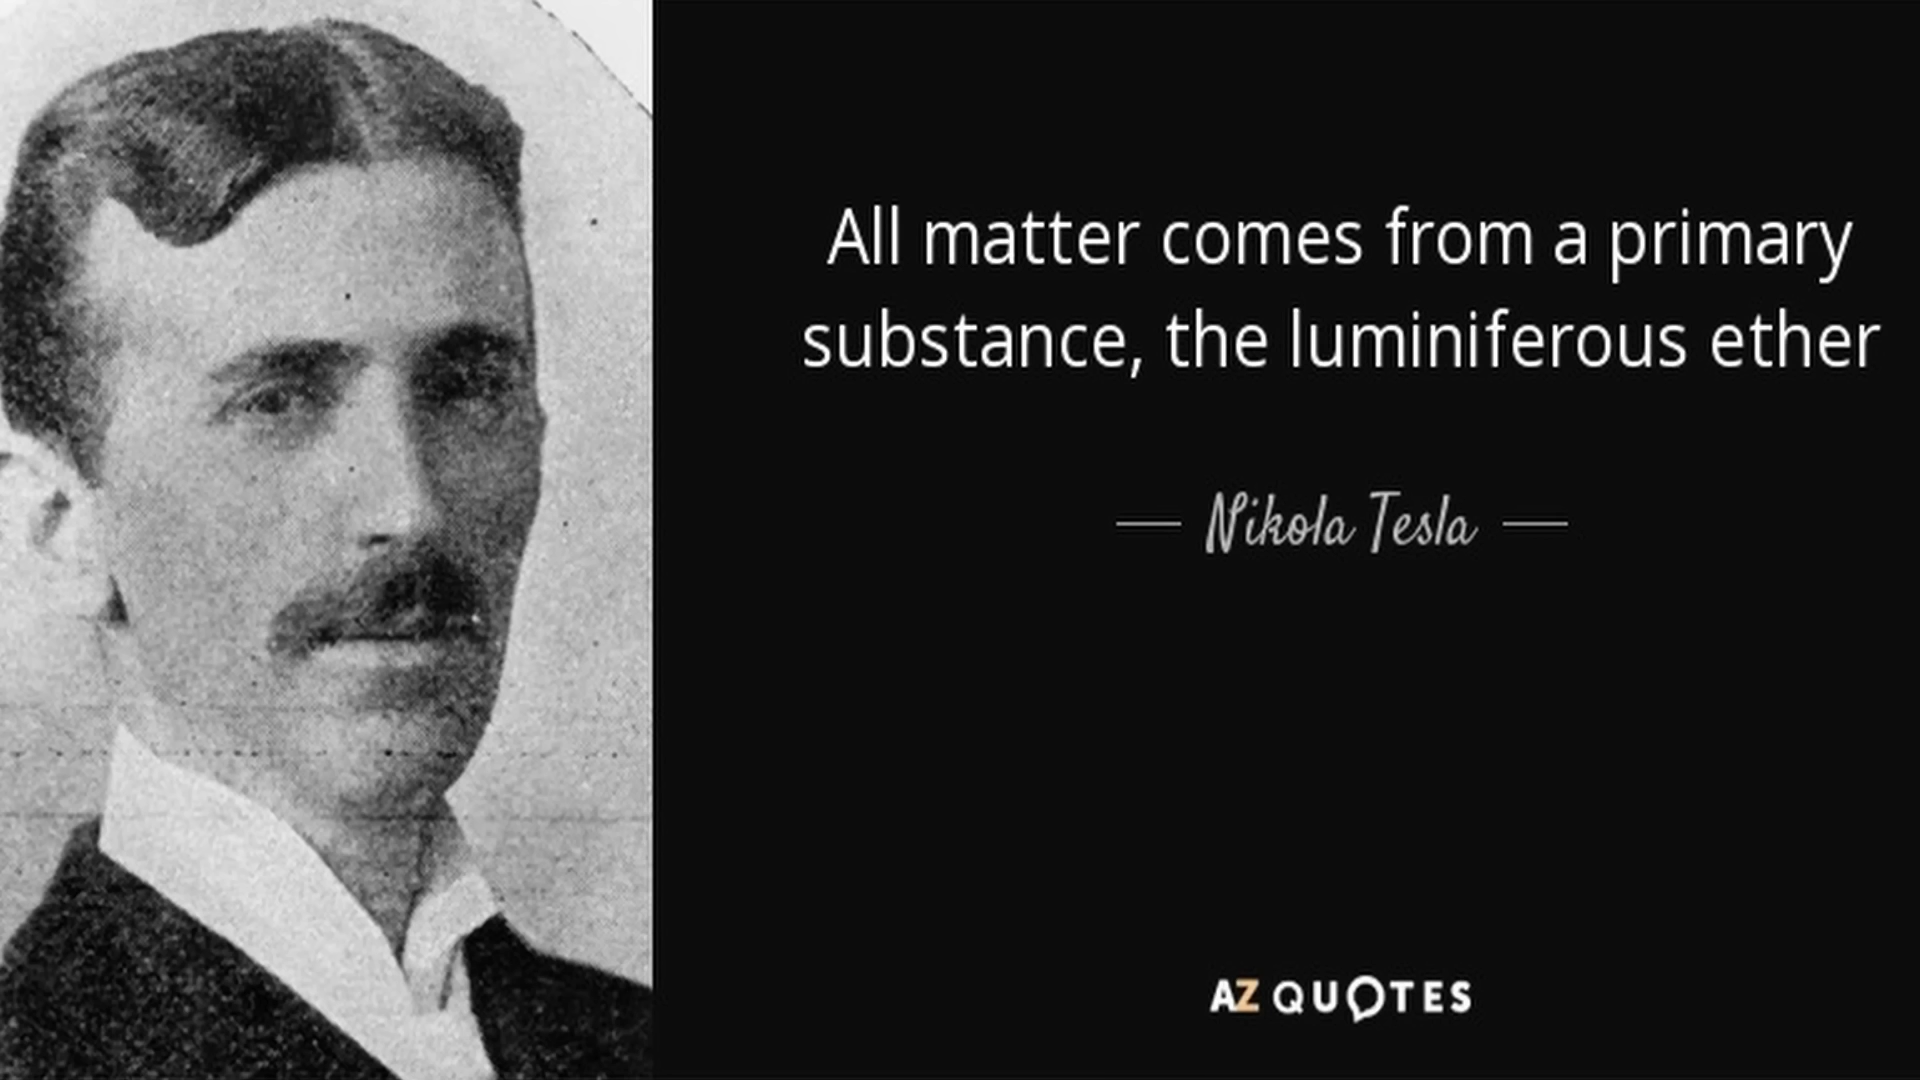 All matter comes from a primary
substance, the luminiferous ether
Nikola Tesla
AZ QUOTES